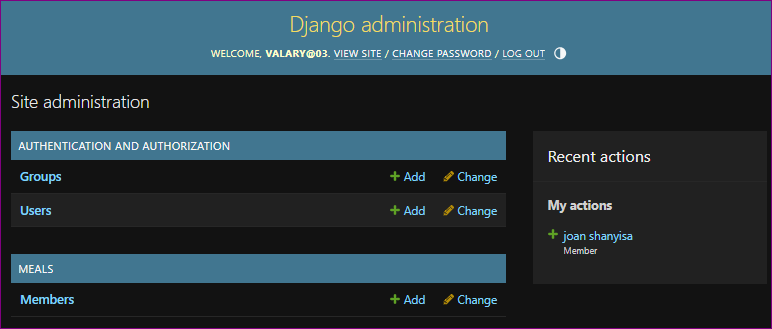 Django administration
WELCOME, VALARY@03. VIEW SITE / CHANGE PASSWORD / LOG OUT
Site administration
AUTHENTICATION AND AUTHORIZATION
Groups + Add Change
Users + Add Change
MEALS
Members + Add Change
Recent actions
My actions
+ joan shanyisa
Member